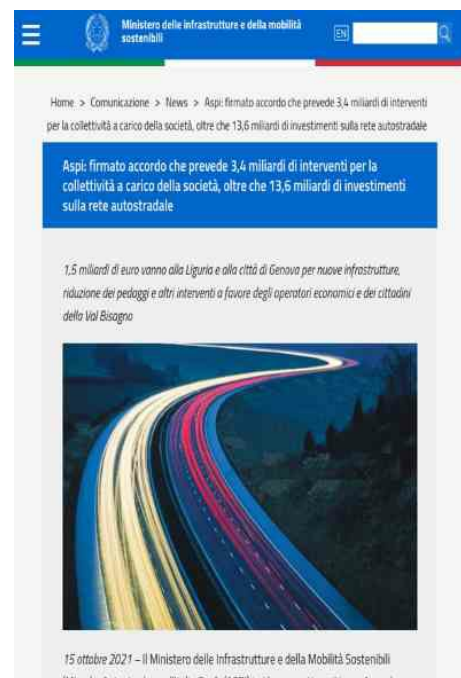 Ministero delle infrastrutture e della mobilità
sostenibili
EN
Home > Comunicazione > News > Aspi: firmato accordo che prevede 3,4 miliardi di interventi
per la collettività a carico della società, oltre che 13,6 miliardi di investimenti sulla rete autostradale
Aspi: firmato accordo che prevede 3,4 miliardi di interventi per la
collettività a carico della società, oltre che 13,6 miliardi di investimenti
sulla rete autostradale
1,5 miliardi di euro vanno alla Liguria e alla città di Genova per nuove infrastrutture,
riduzione dei pedaggi e altri interventi a favore degli operatori economici e dei cittadini
della Val Bisagno
15 ottobre 2021 – Il Ministero delle Infrastrutture e della Mobilità Sostenibili